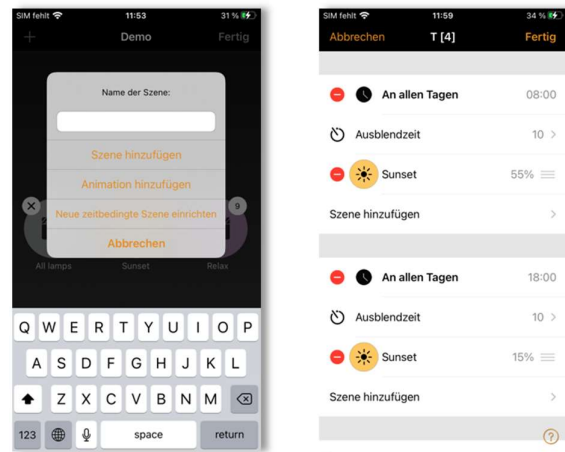 SIM fehlt 11:53 31 %
Demo Fertig
Name der Szene:
Szene hinzufügen
Animation hinzufügen
Neue zeitbedingte Szene einrichten
Abbrechen
9
All lamps Sunset Relax
Q W E R T Y U I O P
A S D F G H J K L
Z X C V B N M
123 space return
SIM fehlt 11:59 34 %
Abbrechen T [4] Fertig
An allen Tagen 08:00
Ausblendzeit 10 >
Sunset 55%
Szene hinzufügen >
An allen Tagen 18:00
Ausblendzeit 10 >
Sunset 15%
Szene hinzufügen >
?